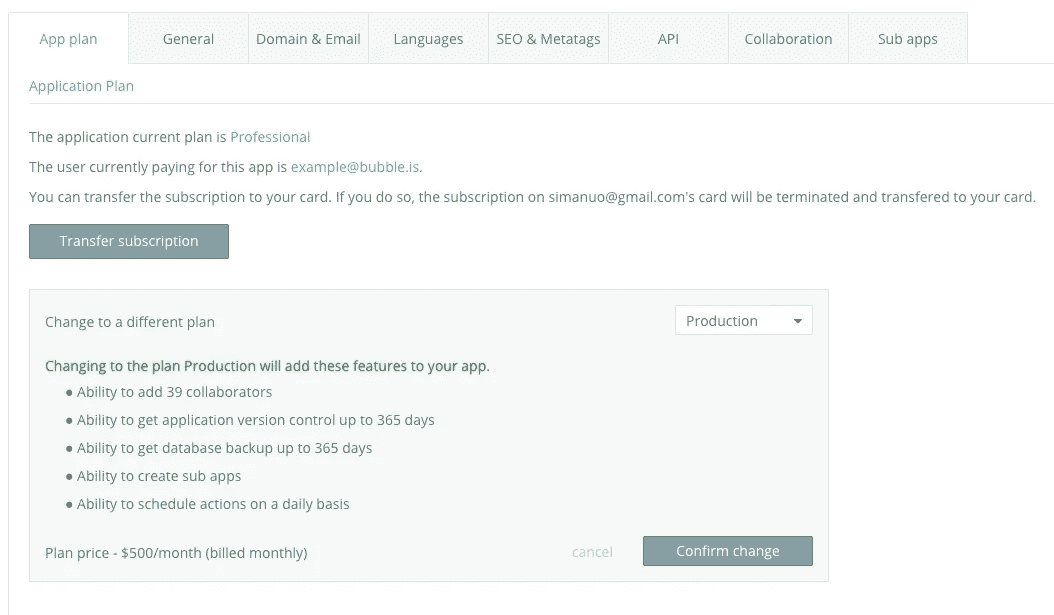 App plan
General
Domain & Email
Languages
SEO & Metatags
API
Collaboration
Sub apps
Application Plan
The application current plan is Professional
The user currently paying for this app is example@bubble.is.
You can transfer the subscription to your card. If you do so, the subscription on simanuo@gmail.com's card will be terminated and transfered to your card.
Transfer subscription
Change to a different plan
Production
Changing to the plan Production will add these features to your app.
● Ability to add 39 collaborators
● Ability to get application version control up to 365 days
● Ability to get database backup up to 365 days
● Ability to create sub apps
● Ability to schedule actions on a daily basis
Plan price - $500/month (billed monthly)
cancel
Confirm change